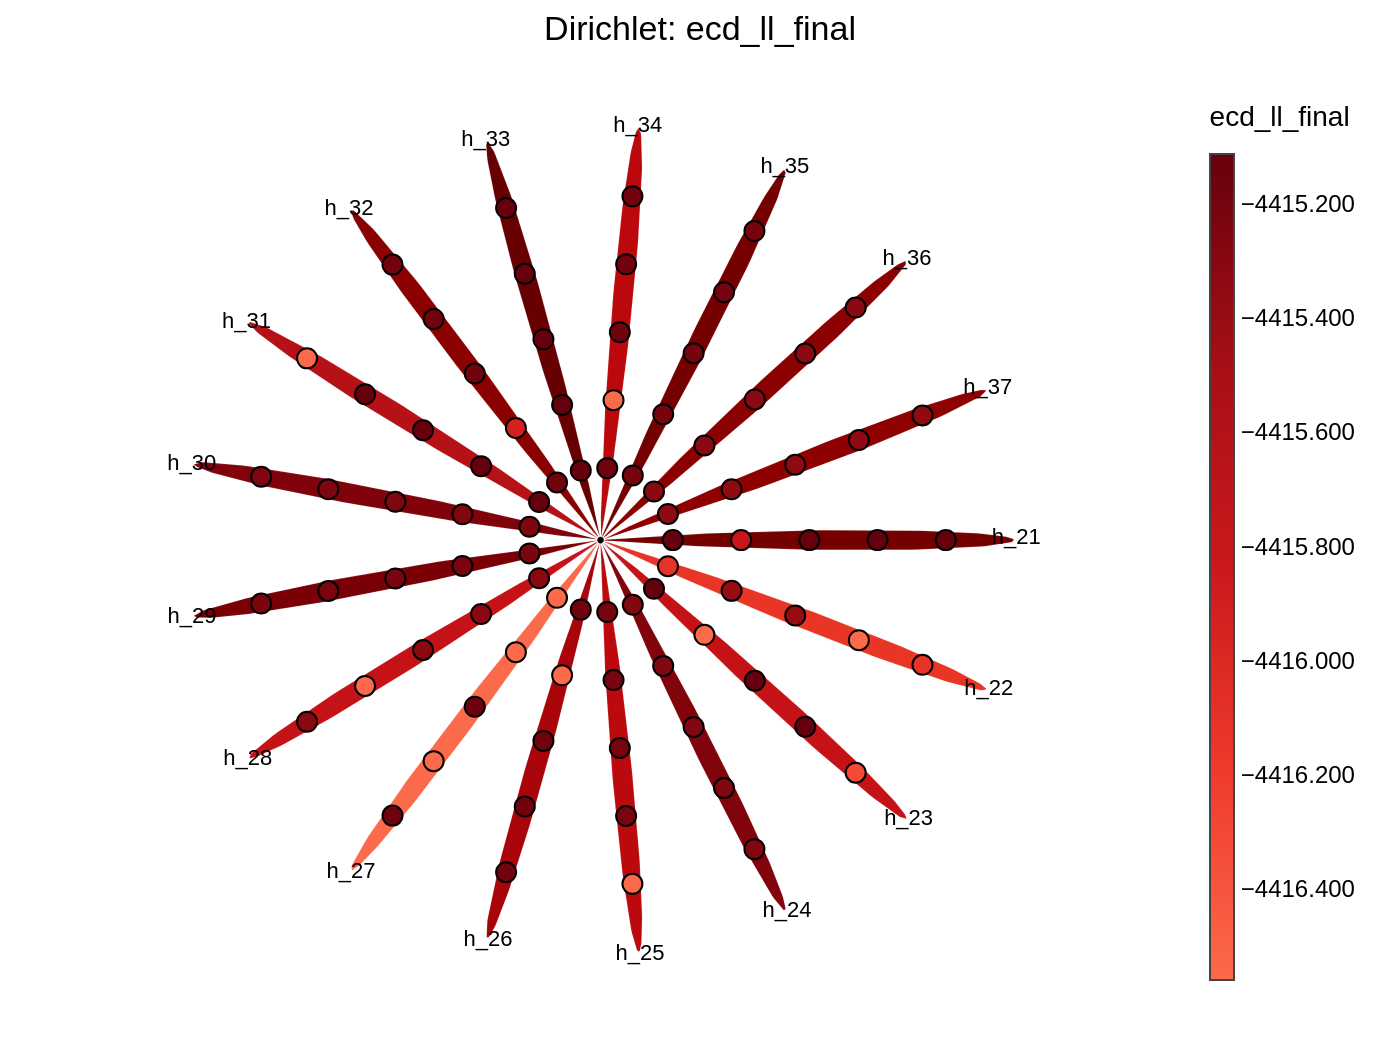 Dirichlet: ecd_ll_final
ecd_ll_final
−4415.200
−4415.400
−4415.600
−4415.800
−4416.000
−4416.200
−4416.400
h_34
h_33
h_35
h_32
h_36
h_31
h_37
h_30
h_21
h_29
h_22
h_28
h_23
h_27
h_24
h_26
h_25